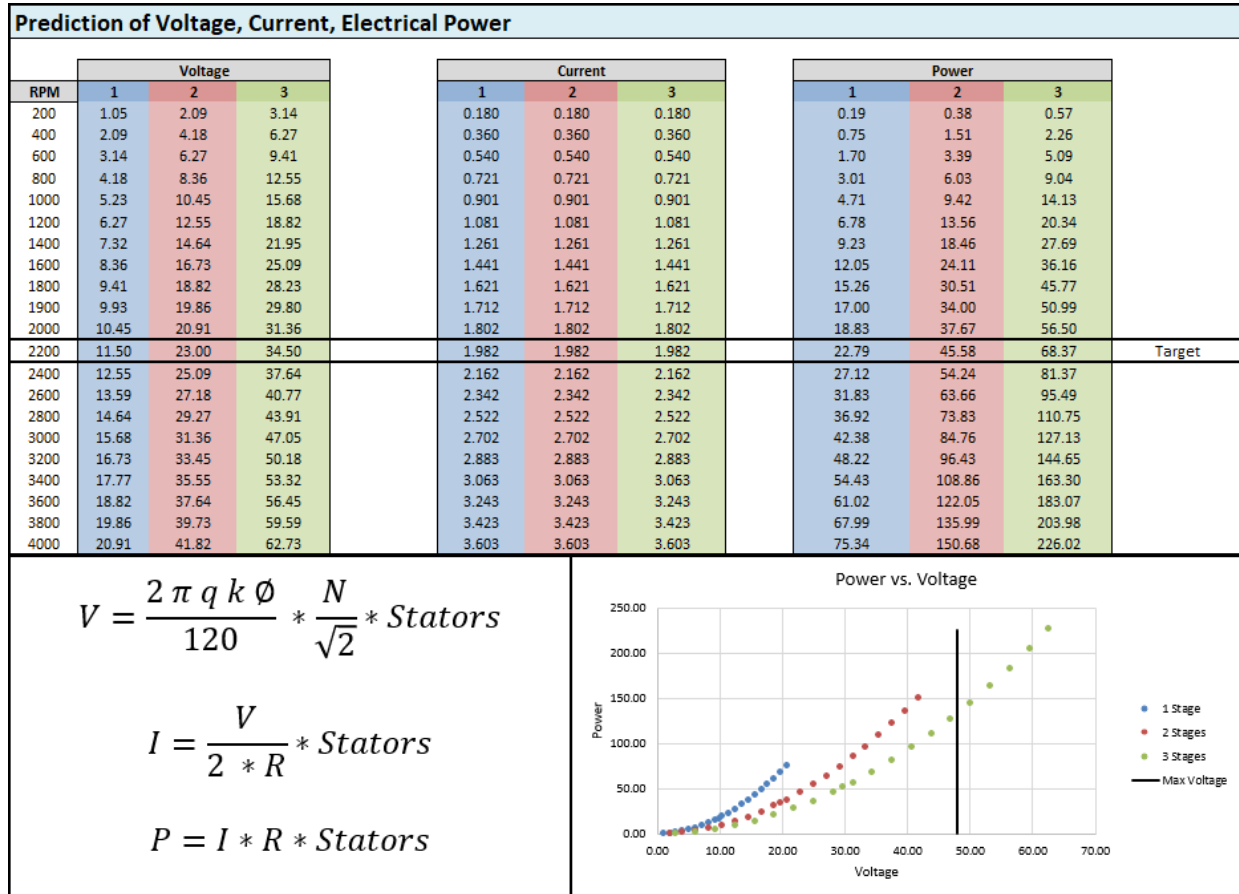 Prediction of Voltage, Current, Electrical Power
Voltage Current Power
RPM 1 2 3 1 2 3 1 2 3
200 1.05 2.09 3.14 0.180 0.180 0.180 0.19 0.38 0.57
400 2.09 4.18 6.27 0.360 0.360 0.360 0.75 1.51 2.26
600 3.14 6.27 9.41 0.540 0.540 0.540 1.70 3.39 5.09
800 4.18 8.36 12.55 0.721 0.721 0.721 3.01 6.03 9.04
1000 5.23 10.45 15.68 0.901 0.901 0.901 4.71 9.42 14.13
1200 6.27 12.55 18.82 1.081 1.081 1.081 6.78 13.56 20.34
1400 7.32 14.64 21.95 1.261 1.261 1.261 9.23 18.46 27.69
1600 8.36 16.73 25.09 1.441 1.441 1.441 12.05 24.11 36.16
1800 9.41 18.82 28.23 1.621 1.621 1.621 15.26 30.51 45.77
1900 9.93 19.86 29.80 1.712 1.712 1.712 17.00 34.00 50.99
2000 10.45 20.91 31.36 1.802 1.802 1.802 18.83 37.67 56.50
2200 11.50 23.00 34.50 1.982 1.982 1.982 22.79 45.58 68.37 Target
2400 12.55 25.09 37.64 2.162 2.162 2.162 27.12 54.24 81.37
2600 13.59 27.18 40.77 2.342 2.342 2.342 31.83 63.66 95.49
2800 14.64 29.27 43.91 2.522 2.522 2.522 36.92 73.83 110.75
3000 15.68 31.36 47.05 2.702 2.702 2.702 42.38 84.76 127.13
3200 16.73 33.45 50.18 2.883 2.883 2.883 48.22 96.43 144.65
3400 17.77 35.55 53.32 3.063 3.063 3.063 54.43 108.86 163.30
3600 18.82 37.64 56.45 3.243 3.243 3.243 61.02 122.05 183.07
3800 19.86 39.73 59.59 3.423 3.423 3.423 67.99 135.99 203.98
4000 20.91 41.82 62.73 3.603 3.603 3.603 75.34 150.68 226.02
V = 2 π q k Ø / 120 * N / √2 * Stators
I = V / 2 * R * Stators
P = I * R * Stators
Power vs. Voltage
250.00
200.00
150.00
100.00
50.00
0.00
Power
0.00 10.00 20.00 30.00 40.00 50.00 60.00 70.00
Voltage
1 Stage
2 Stages
3 Stages
Max Voltage